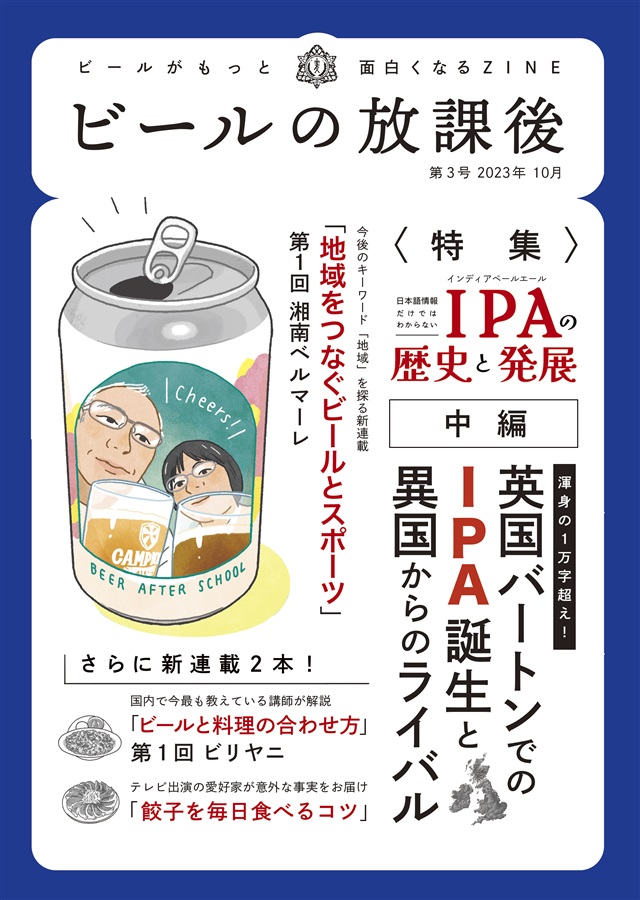 ビールがもっと 面白くなるZINE
ビールの放課後
第3号 2023年 10月
〈特集〉
インディアペールエール
日本語情報
だけでは
わからない
IPAの
歴史と発展
中編
渾身の1万字超え!
英国バートンでの
IPA誕生と
異国からのライバル
今後のキーワード「地域」を探る新連載
「地域をつなぐビールとスポーツ」
第1回 湘南ベルマーレ
Cheers!!
CAMP
BEER AFTER SCHOOL
さらに新連載2本!
国内で今最も教えている講師が解説
「ビールと料理の合わせ方」
第1回 ビリヤニ
テレビ出演の愛好家が意外な事実をお届け
「餃子を毎日食べるコツ」